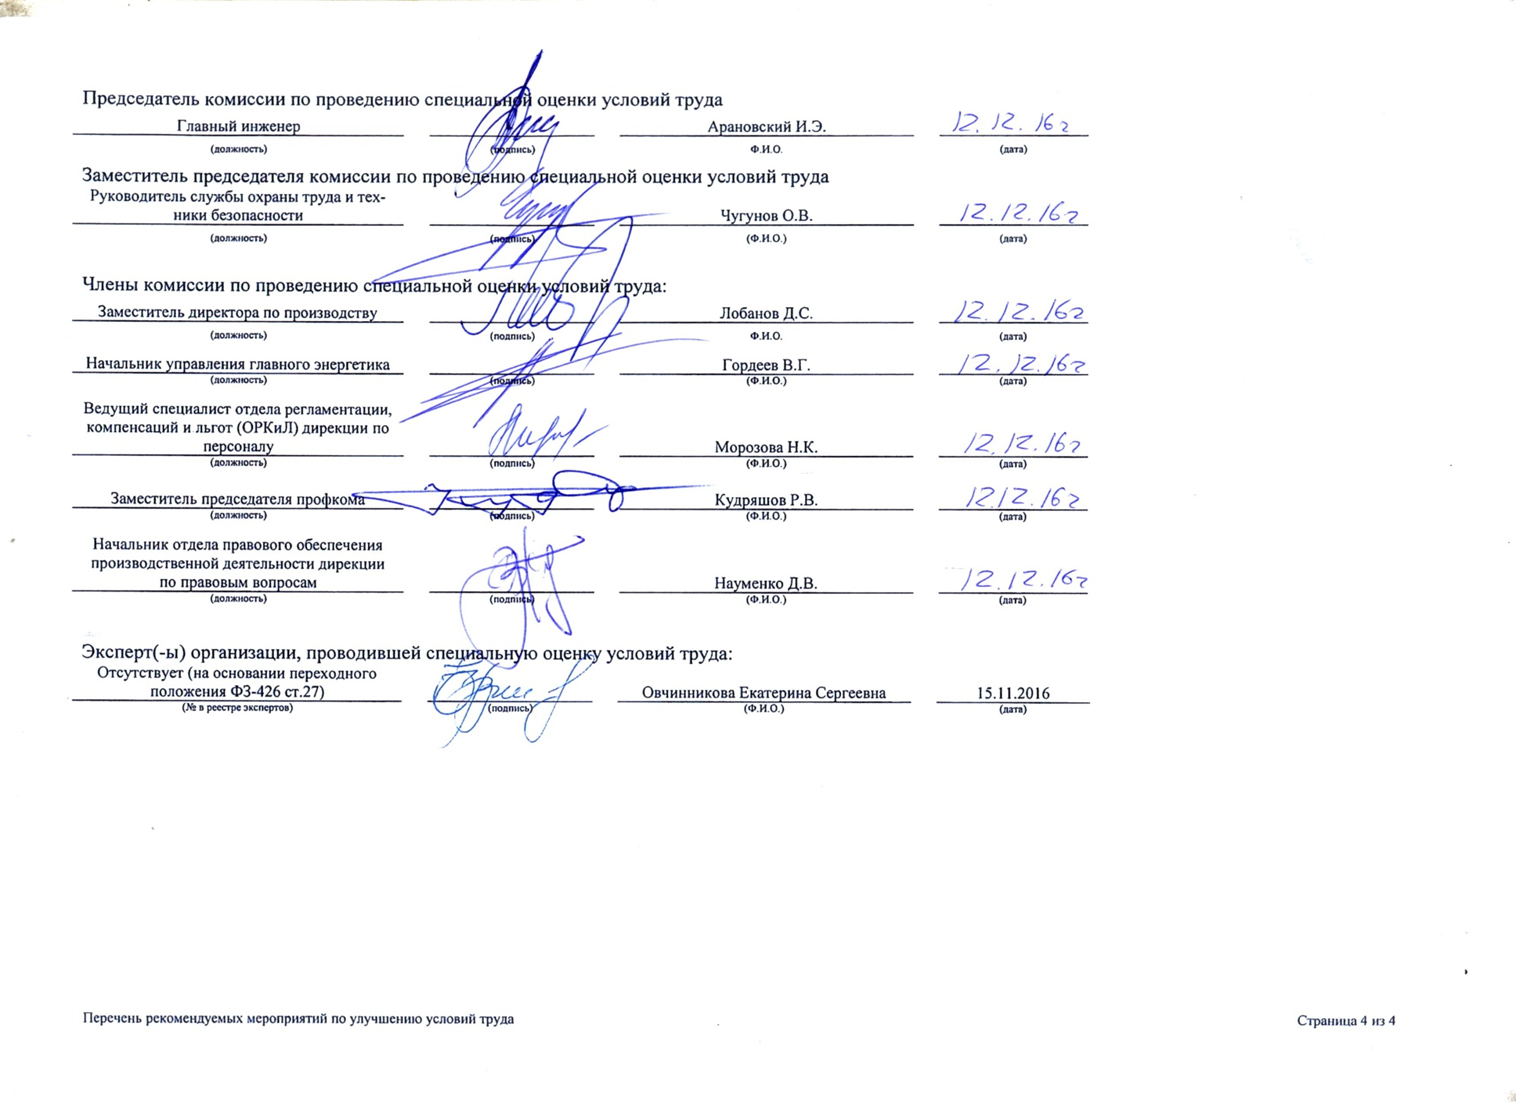 Председатель комиссии по проведению специальной оценки условий труда
Главный инженер Арановский И.Э. 12.12.16г
(должность) (подпись) Ф.И.О. (дата)
Заместитель председателя комиссии по проведению специальной оценки условий труда
Руководитель службы охраны труда и тех-
ники безопасности Чугунов О.В. 12.12.16г
(должность) (подпись) (Ф.И.О.) (дата)
Члены комиссии по проведению специальной оценки условий труда:
Заместитель директора по производству Лобанов Д.С. 12.12.16г
(должность) (подпись) Ф.И.О. (дата)
Начальник управления главного энергетика Гордеев В.Г. 12.12.16г
(должность) (подпись) (Ф.И.О.) (дата)
Ведущий специалист отдела регламентации,
компенсаций и льгот (ОРКиЛ) дирекции по
персоналу Морозова Н.К. 12.12.16г
(должность) (подпись) (Ф.И.О.) (дата)
Заместитель председателя профкома Кудряшов Р.В. 12.12.16г
(должность) (подпись) (Ф.И.О.) (дата)
Начальник отдела правового обеспечения
производственной деятельности дирекции
по правовым вопросам Науменко Д.В. 12.12.16г
(должность) (подпись) (Ф.И.О.) (дата)
Эксперт(-ы) организации, проводившей специальную оценку условий труда:
Отсутствует (на основании переходного
положения ФЗ-426 ст.27) Овчинникова Екатерина Сергеевна 15.11.2016
(№ в реестре экспертов) (подпись) (Ф.И.О.) (дата)
Перечень рекомендуемых мероприятий по улучшению условий труда Страница 4 из 4